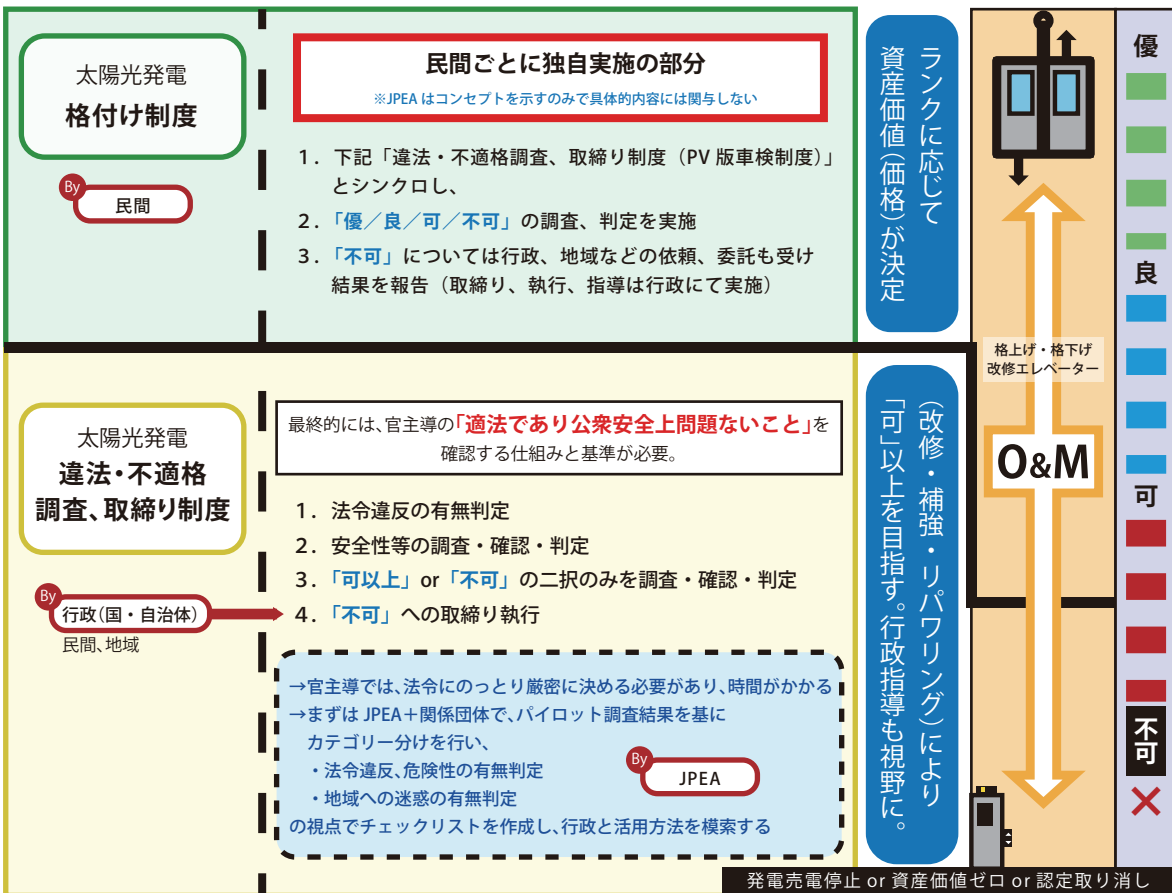 太陽光発電
格付け制度
By
民間
民間ごとに独自実施の部分
※JPEA はコンセプトを示すのみで具体的内容には関与しない
1．下記「違法・不適格調査、取締り制度（PV 版車検制度）」
とシンクロし、
2．「優／良／可／不可」の調査、判定を実施
3．「不可」については行政、地域などの依頼、委託も受け
結果を報告（取締り、執行、指導は行政にて実施）
ランクに応じて
資産価値（価格）が決定
太陽光発電
違法・不適格
調査、取締り制度
By
行政（国・自治体）
民間、地域
最終的には、官主導の「適法であり公衆安全上問題ないこと」を
確認する仕組みと基準が必要。
1．法令違反の有無判定
2．安全性等の調査・確認・判定
3．「可以上」or「不可」の二択のみを調査・確認・判定
4．「不可」への取締り執行
→官主導では、法令にのっとり厳密に決める必要があり、時間がかかる
→まずは JPEA＋関係団体で、パイロット調査結果を基に
カテゴリー分けを行い、
・法令違反、危険性の有無判定
・地域への迷惑の有無判定
の視点でチェックリストを作成し、行政と活用方法を模索する
By
JPEA
（改修・補強・リパワリング）により
「可」以上を目指す。行政指導も視野に。
格上げ・格下げ
改修エレベーター
O&M
優
良
可
不可
発電売電停止 or 資産価値ゼロ or 認定取り消し